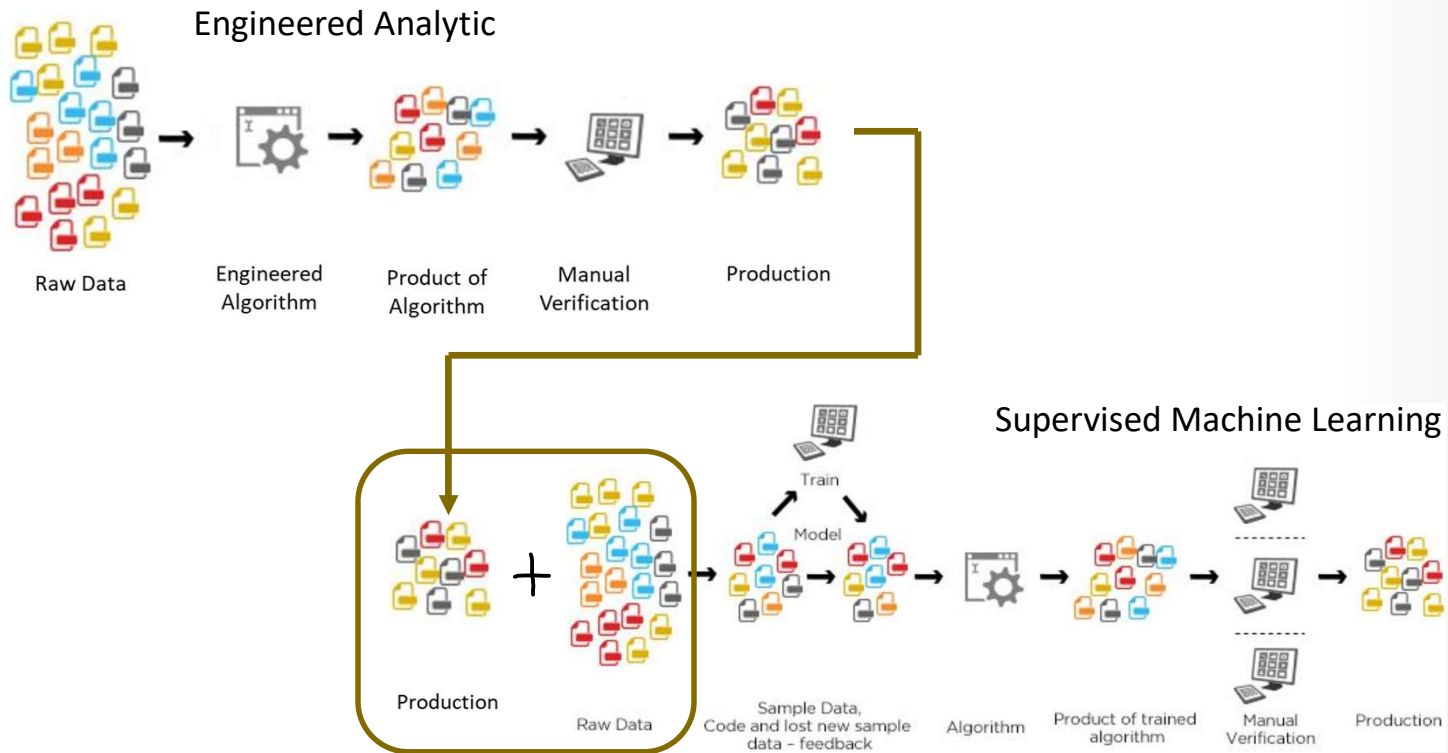 Engineered Analytic
Raw Data
Engineered
Algorithm
Product of
Algorithm
Manual
Verification
Production
Supervised Machine Learning
Train
Model
+
Production
Raw Data
Sample Data,
Code and lost new sample
data – feedback
Algorithm
Product of trained
algorithm
Manual
Verification
Production